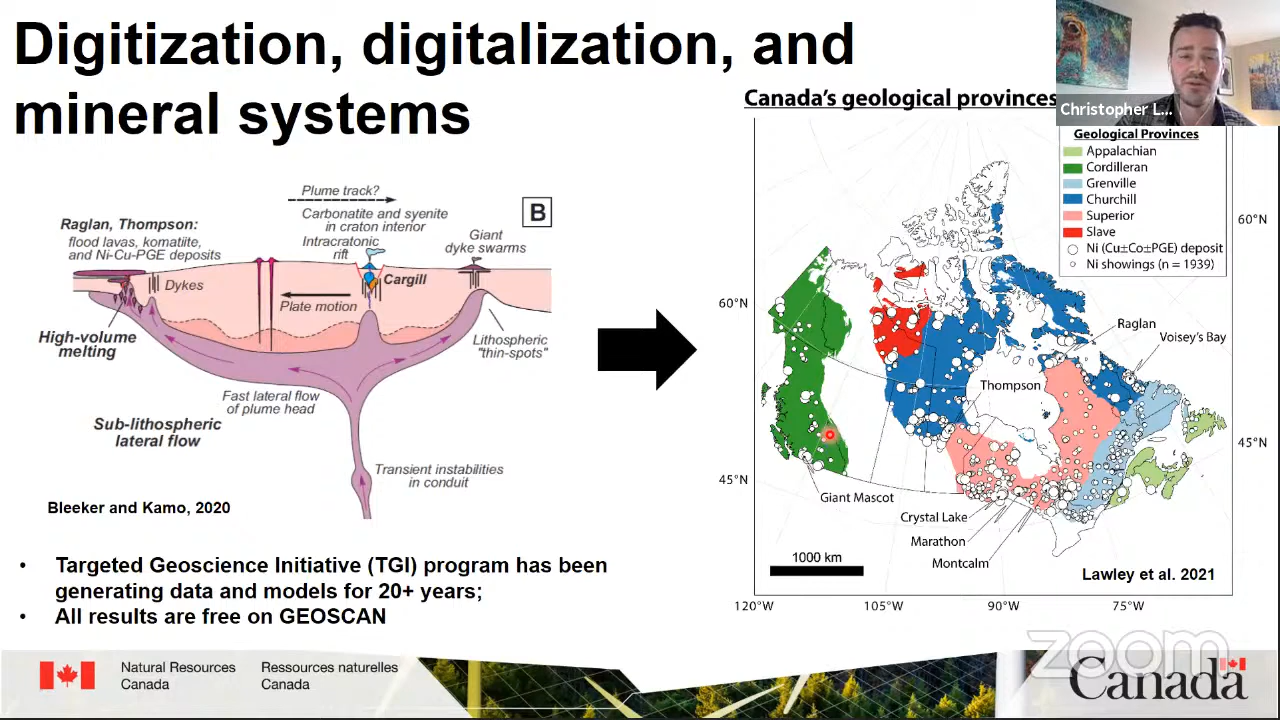 Digitization, digitalization, and
mineral systems
Plume track?
Carbonatite and syenite
in craton interior
Intracratonic
rift
B
Raglan, Thompson:
flood lavas, komatiite,
and Ni-Cu-PGE deposits
Giant
dyke swarms
Dykes
Cargill
Plate motion
High-volume
melting
Lithospheric
"thin-spots"
Fast lateral flow
of plume head
Sub-lithospheric
lateral flow
Transient instabilities
in conduit
Bleeker and Kamo, 2020
• Targeted Geoscience Initiative (TGI) program has been
generating data and models for 20+ years;
• All results are free on GEOSCAN
Canada's geological provinces
Christopher L...
Geological Provinces
Appalachian
Cordilleran
Grenville
Churchill
Superior
Slave
Ni (Cu±Co±PGE) deposit
Ni showings (n = 1939)
60°N
60°N
Raglan
Voisey's Bay
Thompson
45°N
45°N
Giant Mascot
Crystal Lake
Marathon
Montcalm
1000 km
Lawley et al. 2021
120°W
105°W
90°W
75°W
Natural Resources
Canada
Ressources naturelles
Canada
zoom
Canada